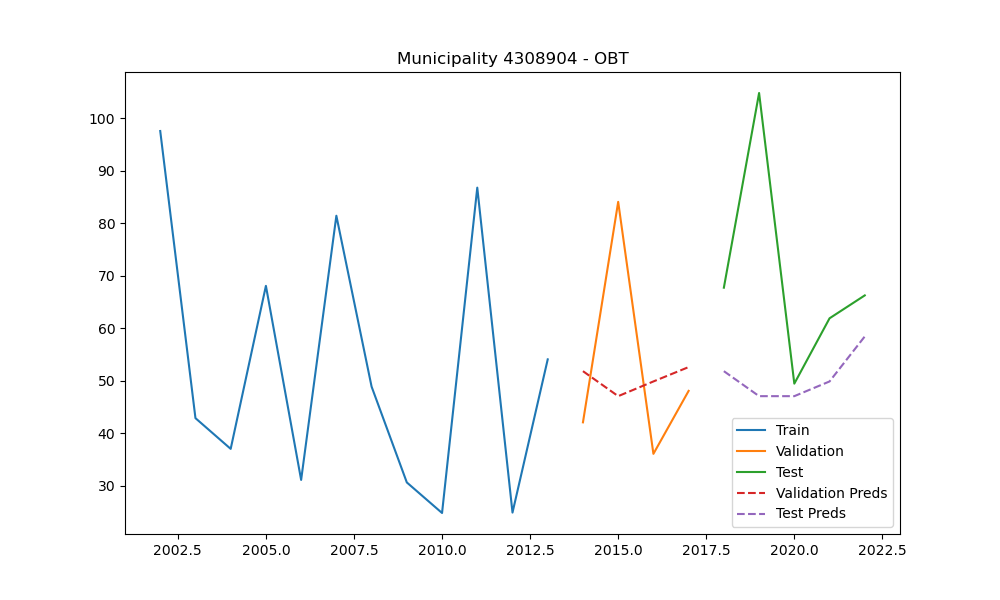 Municipality 4308904 - OBT
100
90
80
70
60
50
40
30
2002.5 2005.0 2007.5 2010.0 2012.5 2015.0 2017.5 2020.0 2022.5
Train
Validation
Test
Validation Preds
Test Preds